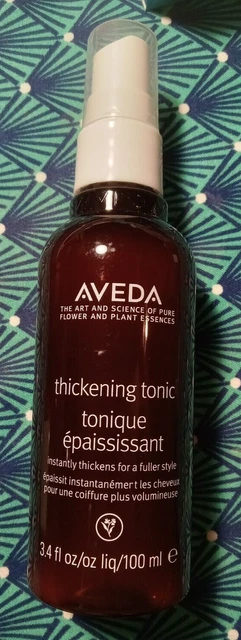 AVEDA
THE ART AND SCIENCE OF PURE
FLOWER AND PLANT ESSENCES
thickening tonic
tonique
épaississant
instantly thickens for a fuller style
épaissit instantanément les cheveux
pour une coiffure plus volumineuse
3.4 fl oz/oz liq/100 ml ℮